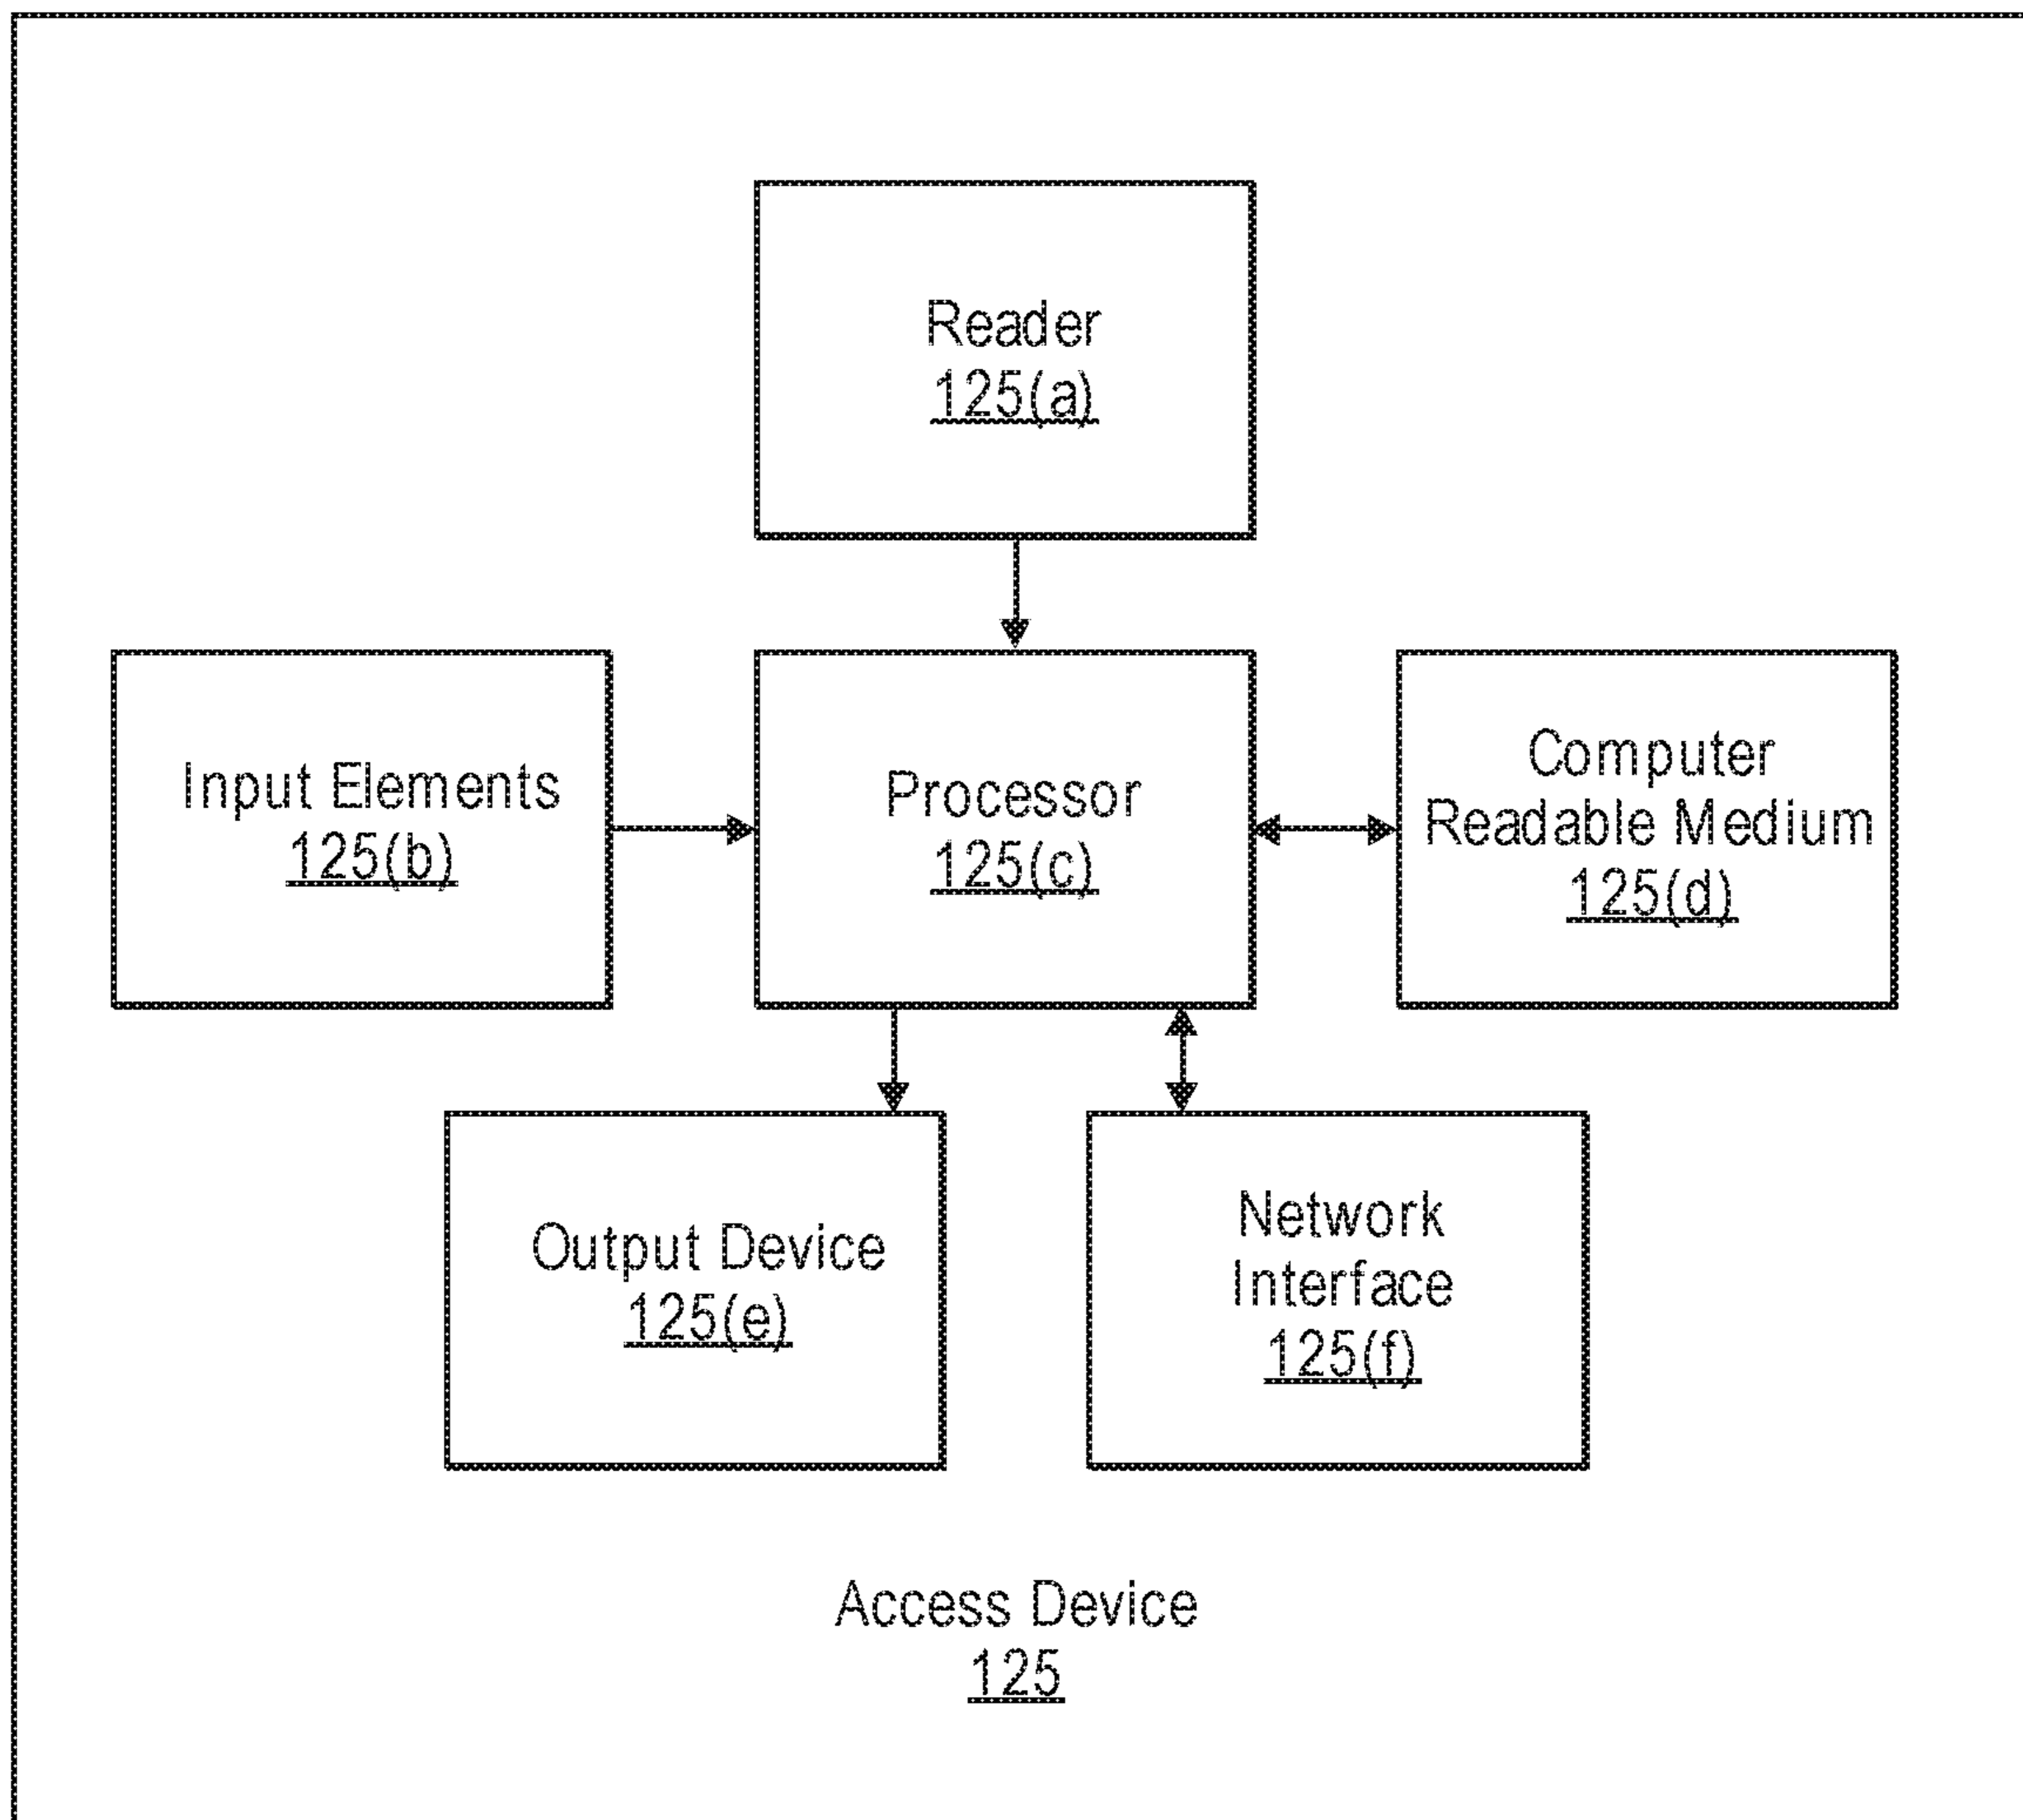 Reader
125(a)
Input Elements
125(b)
Processor
125(c)
Computer
Readable Medium
125(d)
Output Device
125(e)
Network
Interface
125(f)
Access Device
125